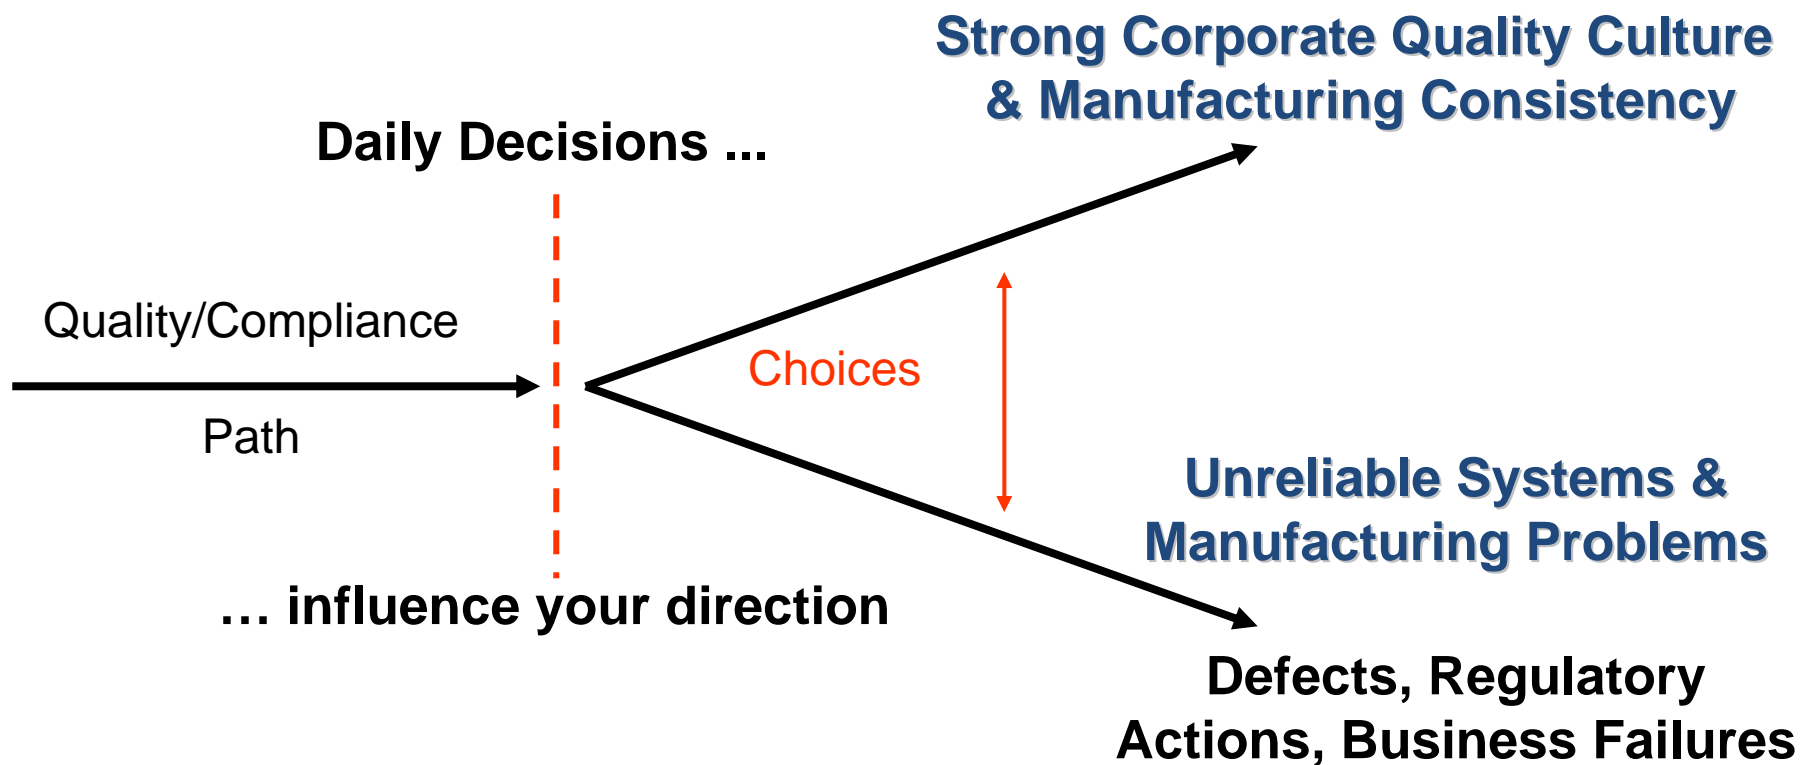 Strong Corporate Quality Culture
& Manufacturing Consistency
Daily Decisions ...
Quality/Compliance
Path
Choices
… influence your direction
Unreliable Systems &
Manufacturing Problems
Defects, Regulatory
Actions, Business Failures